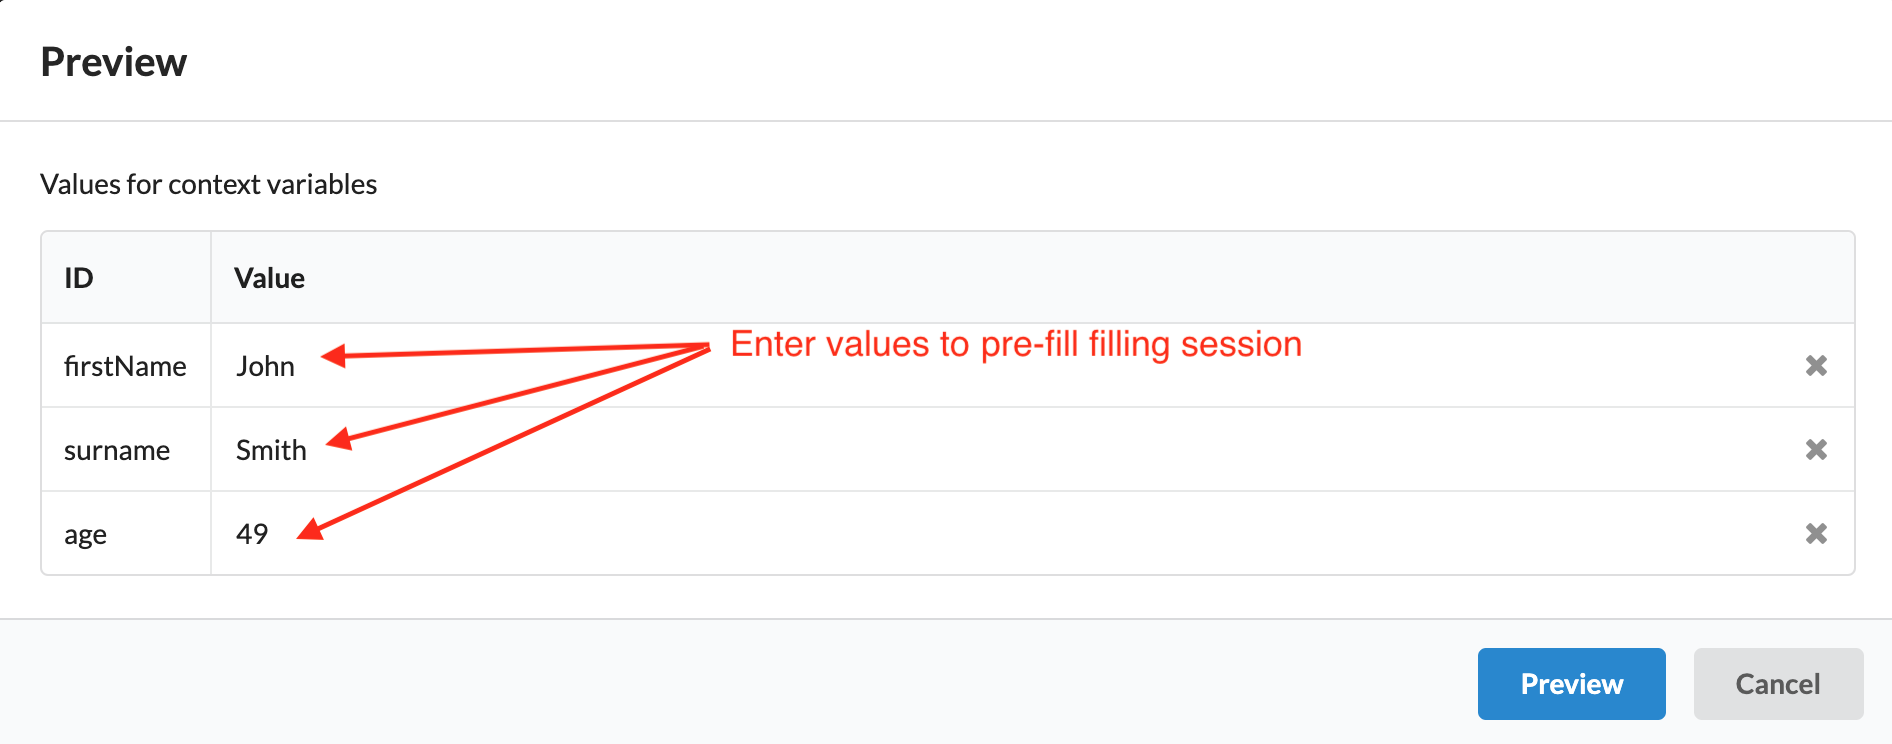 Preview
Values for context variables
ID Value
firstName John Enter values to pre-fill filling session
surname Smith
age 49
Preview Cancel